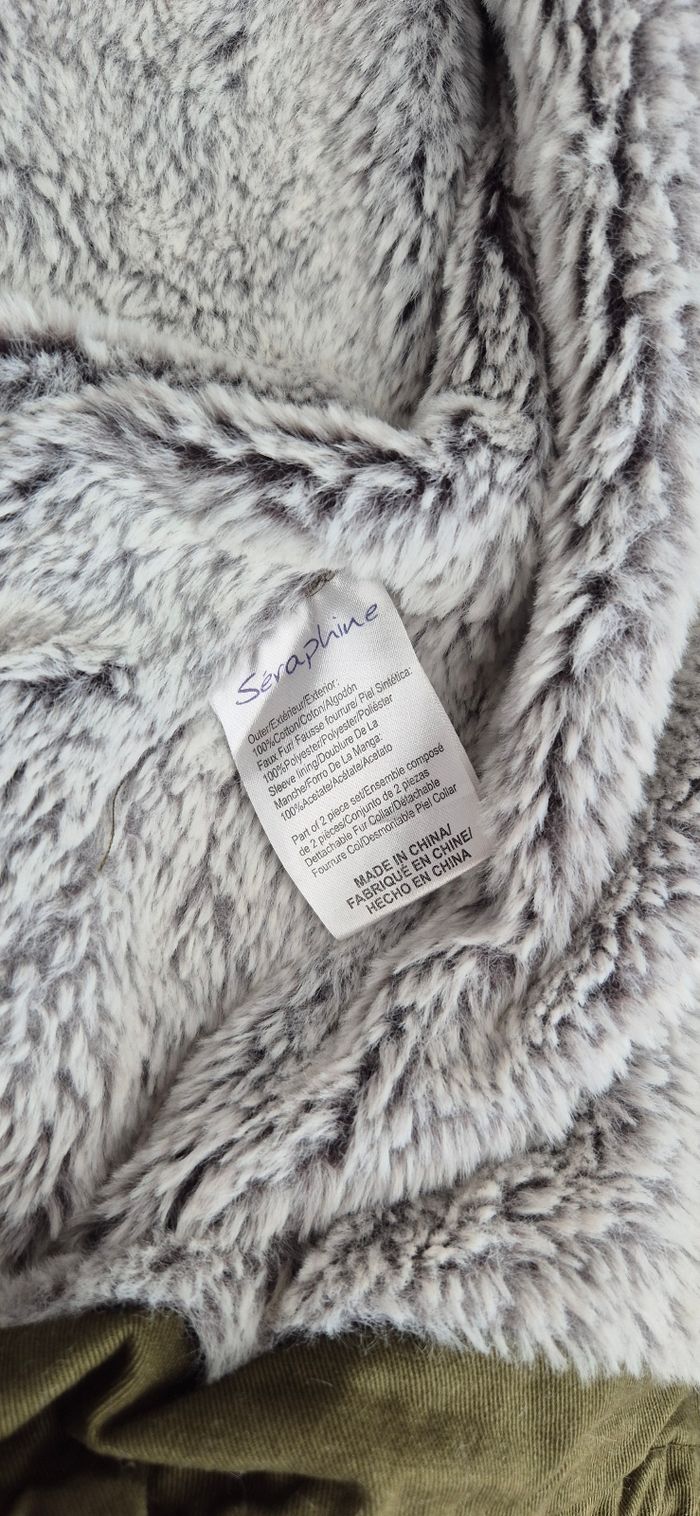 Séraphine
Outer/Extérieur/Exterior:
100%Cotton/Coton/Algodón
Faux Fur/ Fausse fourrure/ Piel Sintética:
100%Polyester/Polyester/Poliéster
Sleeve lining/Doublure De La
Manche/Forro De La Manga:
100%Acetate/Acétate/Acetato
Part of 2 piece set/Ensemble composé
de 2 pièces/Conjunto de 2 piezas
Dettachable Fur Collar/Détachable
Fourrure Col/Desmontable Piel Collar
MADE IN CHINA/
FABRIQUÉ EN CHINE/
HECHO EN CHINA